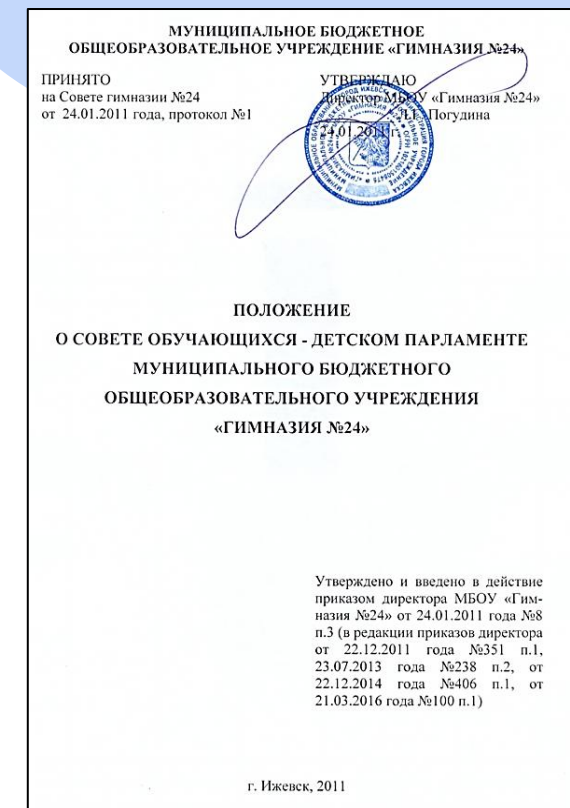 МУНИЦИПАЛЬНОЕ БЮДЖЕТНОЕ
ОБЩЕОБРАЗОВАТЕЛЬНОЕ УЧРЕЖДЕНИЕ «ГИМНАЗИЯ №24»
ПРИНЯТО
на Совете гимназии №24
от 24.01.2011 года, протокол №1
УТВЕРЖДАЮ
Директор МБОУ «Гимназия №24»
Погудина
24.01.2011 г.
ПОЛОЖЕНИЕ
О СОВЕТЕ ОБУЧАЮЩИХСЯ - ДЕТСКОМ ПАРЛАМЕНТЕ
МУНИЦИПАЛЬНОГО БЮДЖЕТНОГО
ОБЩЕОБРАЗОВАТЕЛЬНОГО УЧРЕЖДЕНИЯ
«ГИМНАЗИЯ №24»
Утверждено и введено в действие
приказом директора МБОУ «Гим-
назия №24» от 24.01.2011 года №8
п.3 (в редакции приказов директора
от 22.12.2011 года №351 п.1,
23.07.2013 года №238 п.2, от
22.12.2014 года №406 п.1, от
21.03.2016 года №100 п.1)
г. Ижевск, 2011